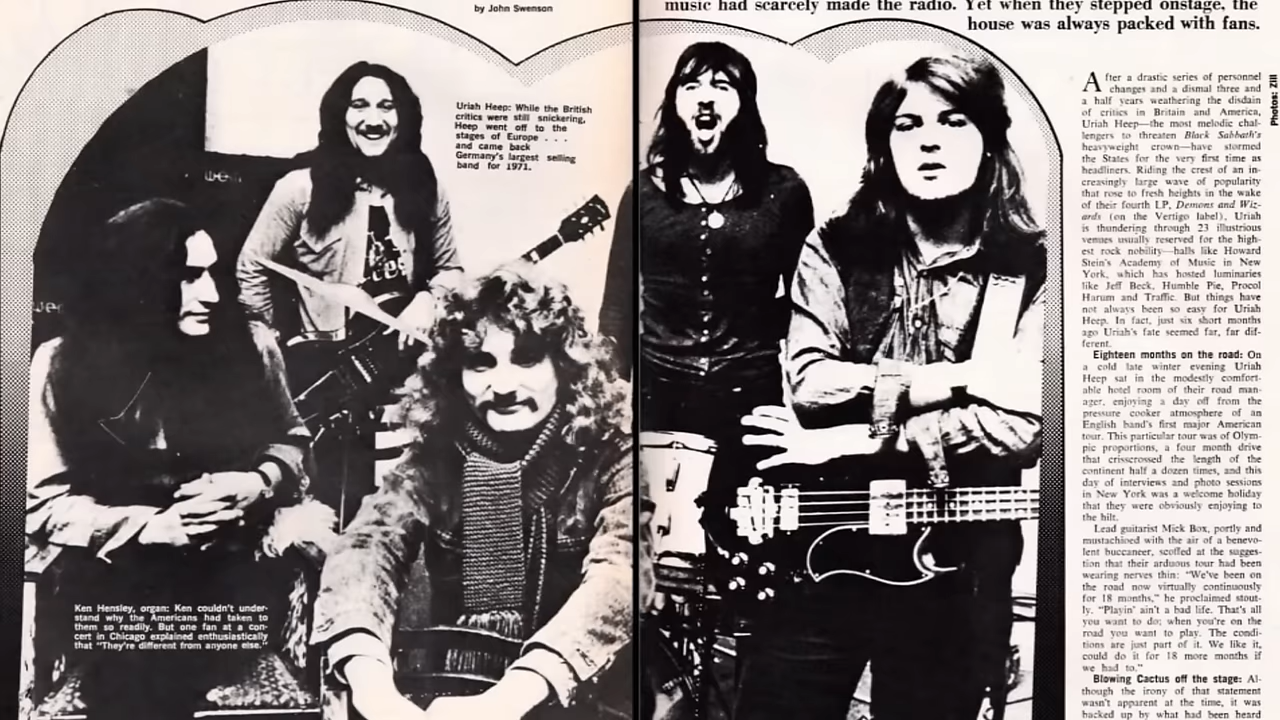 by John Swenson
music had scarcely made the radio. Yet when they stepped onstage, the
house was always packed with fans.
Uriah Heep: While the British
critics were still snickering,
Heep went off to the
stages of Europe . . .
and came back
Germany's largest selling
band for 1971.
Ken Hensley, organ: Ken couldn't under-
stand why the Americans had taken to
them so readily. But one fan at a con-
cert in Chicago explained enthusiastically
that "They're different from anyone else."
Photos: Zill
After a drastic series of personnel
changes and a dismal three and
a half years weathering the disdain
of critics in Britain and America,
Uriah Heep—the most melodic chal-
lengers to threaten Black Sabbath's
heavyweight crown—have stormed
the States for the very first time as
headliners. Riding the crest of an in-
creasingly large wave of popularity
that rose to fresh heights in the wake
of their fourth LP, Demons and Wiz-
ards (on the Vertigo label), Uriah
is thundering through 23 illustrious
venues usually reserved for the high-
est rock nobility—halls like Howard
Stein's Academy of Music in New
York, which has hosted luminaries
like Jeff Beck, Humble Pie, Procol
Harum and Traffic. But things have
not always been so easy for Uriah
Heep. In fact, just six short months
ago Uriah's fate seemed far, far dif-
ferent.
Eighteen months on the road: On
a cold late winter evening Uriah
Heep sat in the modestly comfort-
able hotel room of their road man-
ager, enjoying a day off from the
pressure cooker atmosphere of an
English band's first major American
tour. This particular tour was of Olym-
pic proportions, a four month drive
that crisscrossed the length of the
continent half a dozen times, and this
day of interviews and photo sessions
in New York was a welcome holiday
that they were obviously enjoying to
the hilt.
Lead guitarist Mick Box, portly and
mustachioed with the air of a benevo-
lent buccaneer, scoffed at the sugges-
tion that their arduous tour had been
wearing nerves thin: "We've been on
the road now virtually continuously
for 18 months," he proclaimed stout-
ly. "Playin' ain't a bad life. That's all
you want to do; when you're on the
road you want to play. The condi-
tions are just part of it. We like it,
could do it for 18 more months if
we had to."
Blowing Cactus off the stage: Al-
though the irony of that statement
wasn't apparent at the time, it was
backed up by what had been heard